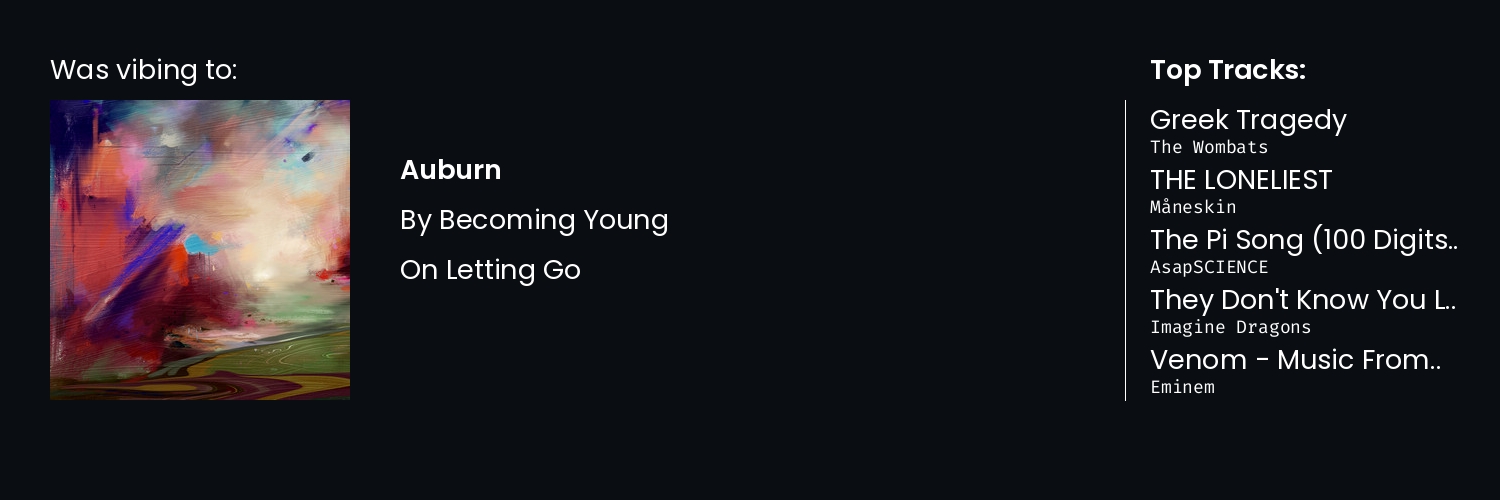 Was vibing to:
Auburn
By Becoming Young
On Letting Go
Top Tracks:
Greek Tragedy
The Wombats
THE LONELIEST
Måneskin
The Pi Song (100 Digits..
AsapSCIENCE
They Don't Know You L..
Imagine Dragons
Venom - Music From..
Eminem